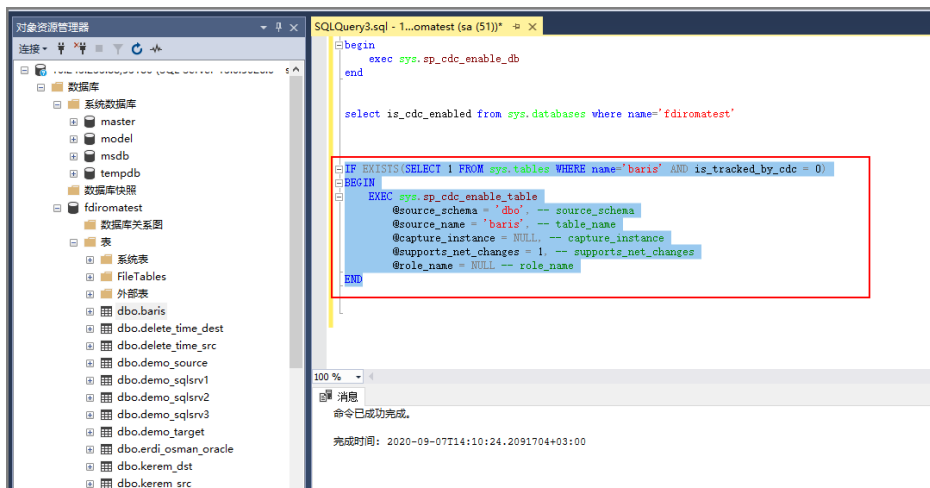 对象资源管理器
连接
数据库
系统数据库
master
model
msdb
tempdb
数据库快照
fdiromatest
数据库关系图
表
系统表
FileTables
外部表
dbo.baris
dbo.delete_time_dest
dbo.delete_time_src
dbo.demo_source
dbo.demo_sqlsrv1
dbo.demo_sqlsrv2
dbo.demo_sqlsrv3
dbo.demo_target
dbo.erdi_osman_oracle
dbo.kerem_dst
dbo.kerem_src
SQLQuery3.sql - 1...omatest (sa (51))*
begin
exec sys.sp_cdc_enable_db
end
select is_cdc_enabled from sys.databases where name='fdiromatest'
IF EXISTS(SELECT 1 FROM sys.tables WHERE name='baris' AND is_tracked_by_cdc = 0)
BEGIN
EXEC sys.sp_cdc_enable_table
@source_schema = 'dbo', -- source_schema
@source_name = 'baris', -- table_name
@capture_instance = NULL, -- capture_instance
@supports_net_changes = 1, -- supports_net_changes
@role_name = NULL -- role_name
END
100 %
消息
命令已成功完成。
完成时间: 2020-09-07T14:10:24.2091704+03:00